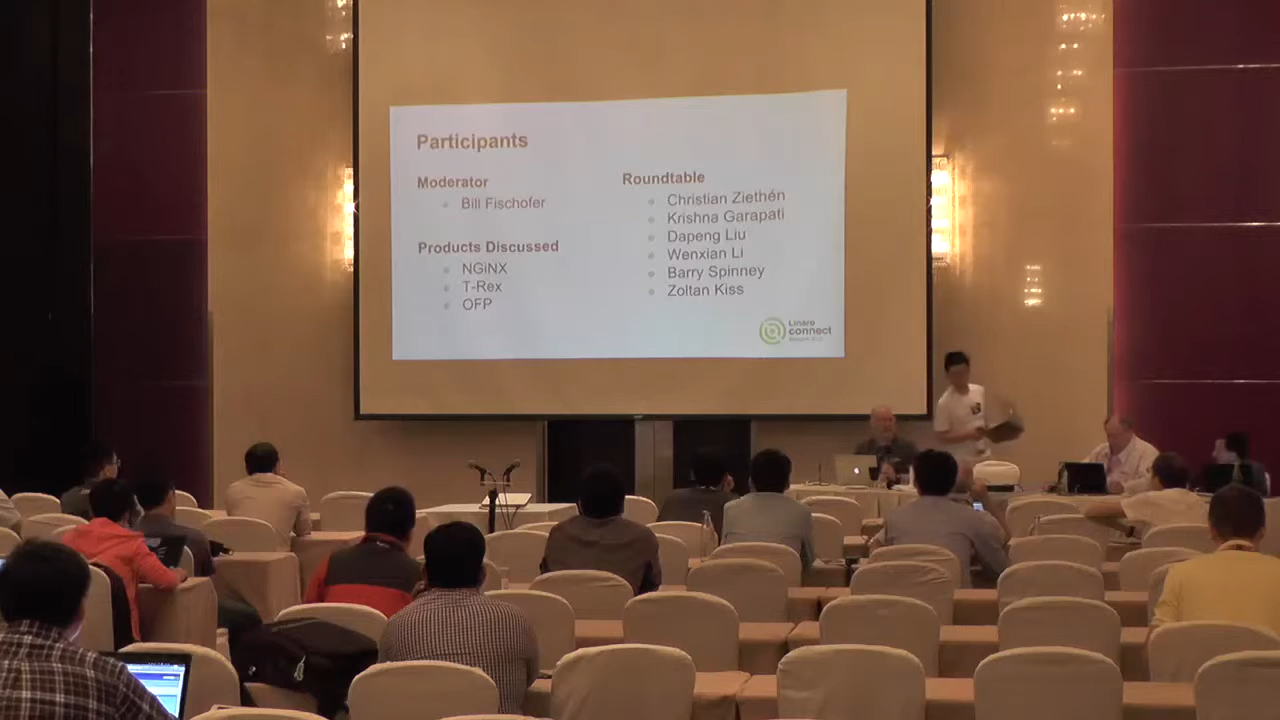 Participants
Moderator
Bill Fischofer
Products Discussed
NGiNX
T-Rex
OFP
Roundtable
Christian Ziethén
Krishna Garapati
Dapeng Liu
Wenxian Li
Barry Spinney
Zoltan Kiss
Linaro
connect